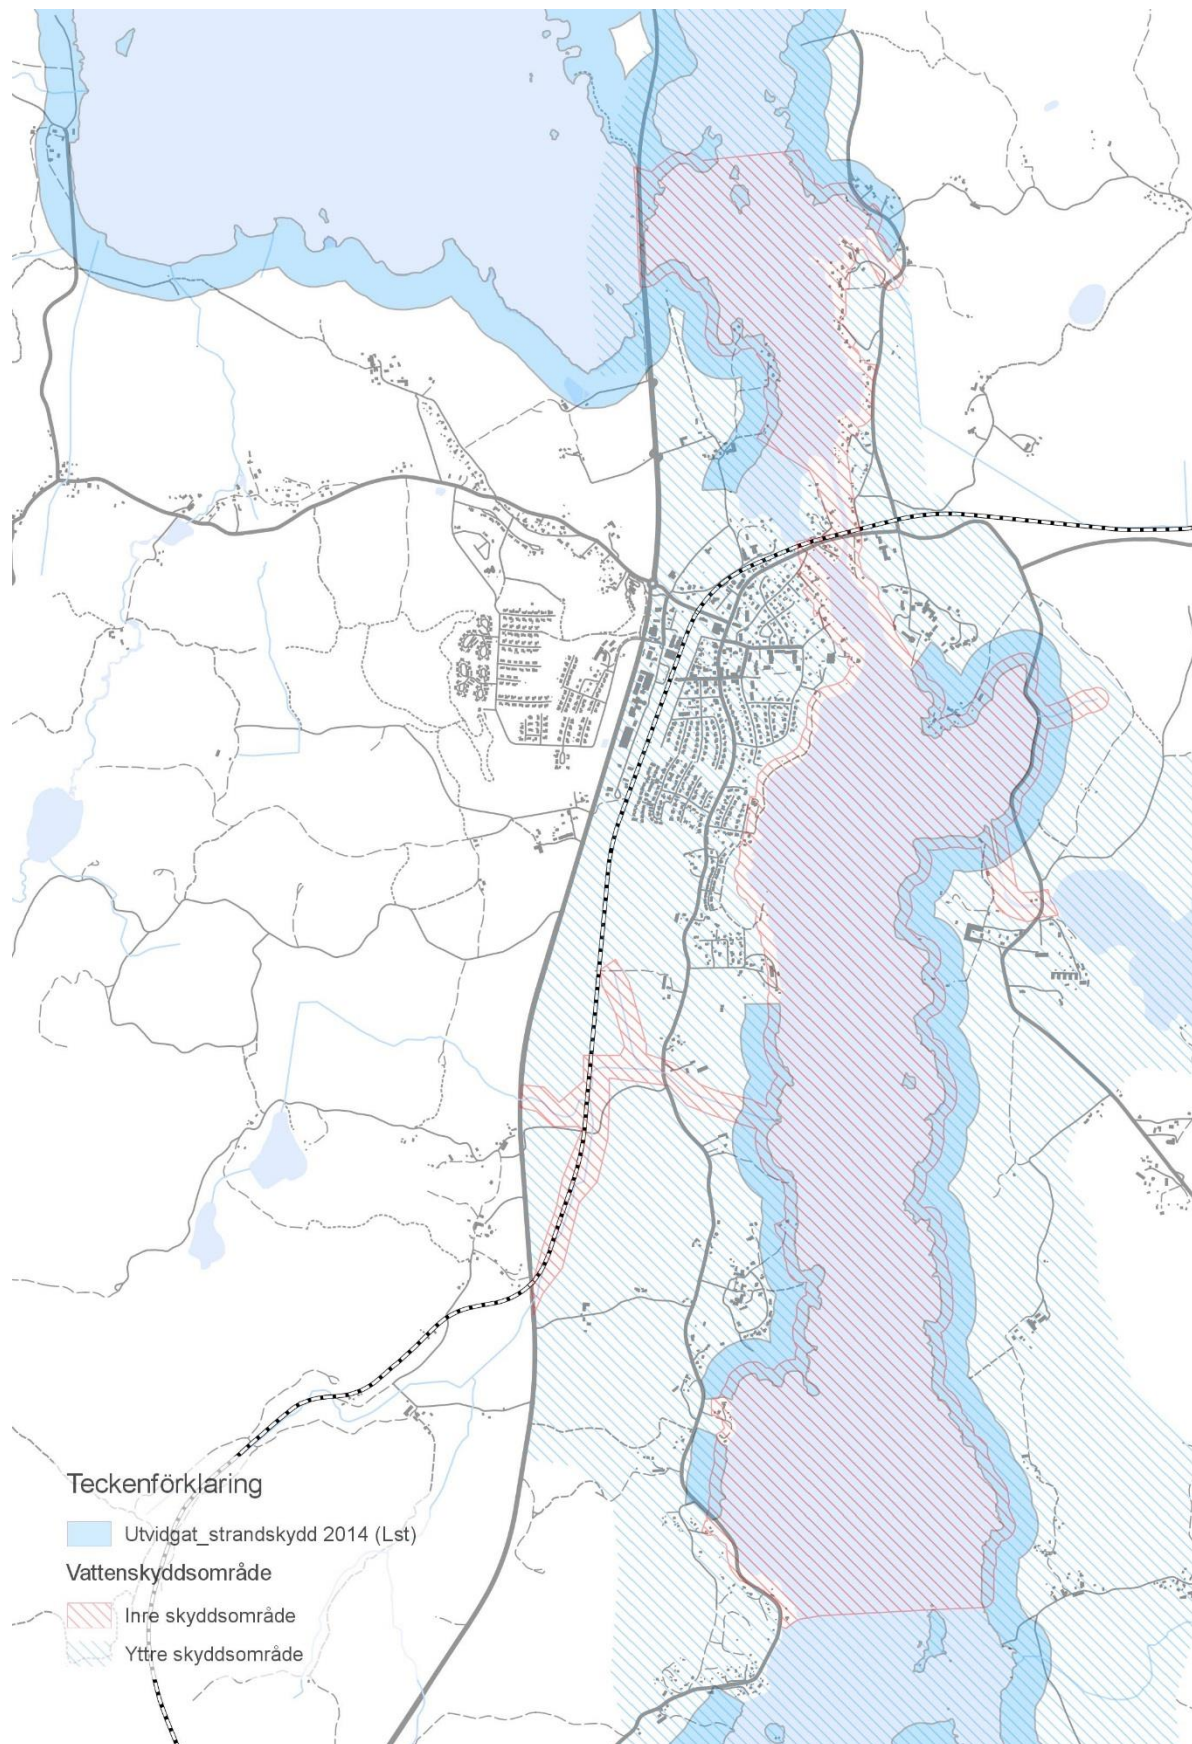 Teckenförklaring
Utvidgat_strandskydd 2014 (Lst)
Vattenskyddsområde
Inre skyddsområde
Yttre skyddsområde